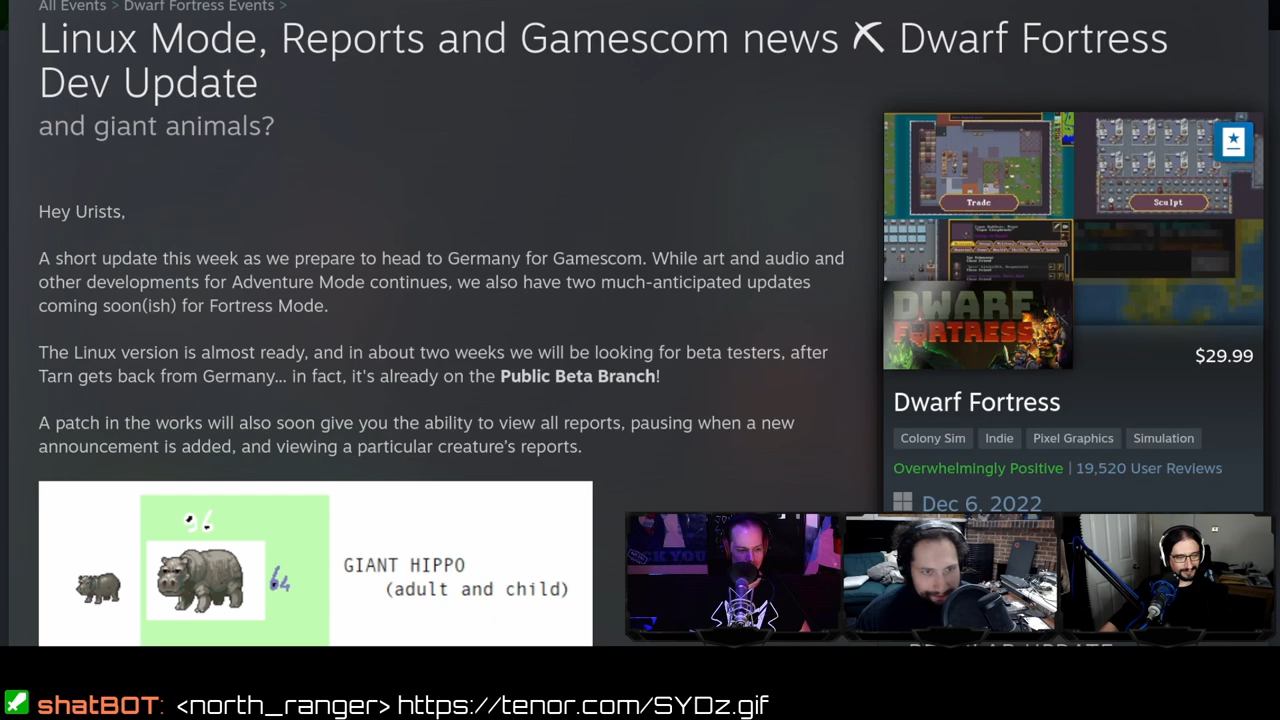 All Events > Dwarf Fortress Events >
Linux Mode, Reports and Gamescom news ⛏ Dwarf Fortress
Dev Update
and giant animals?
Hey Urists,
A short update this week as we prepare to head to Germany for Gamescom. While art and audio and
other developments for Adventure Mode continues, we also have two much-anticipated updates
coming soon(ish) for Fortress Mode.
The Linux version is almost ready, and in about two weeks we will be looking for beta testers, after
Tarn gets back from Germany... in fact, it's already on the Public Beta Branch!
A patch in the works will also soon give you the ability to view all reports, pausing when a new
announcement is added, and viewing a particular creature's reports.
96
64
GIANT HIPPO
(adult and child)
Trade
Sculpt
DWARF
FORTRESS
$29.99
Dwarf Fortress
Colony Sim Indie Pixel Graphics Simulation
Overwhelmingly Positive | 19,520 User Reviews
Dec 6, 2022
shatBOT: <north_ranger> https://tenor.com/SYDz.gif